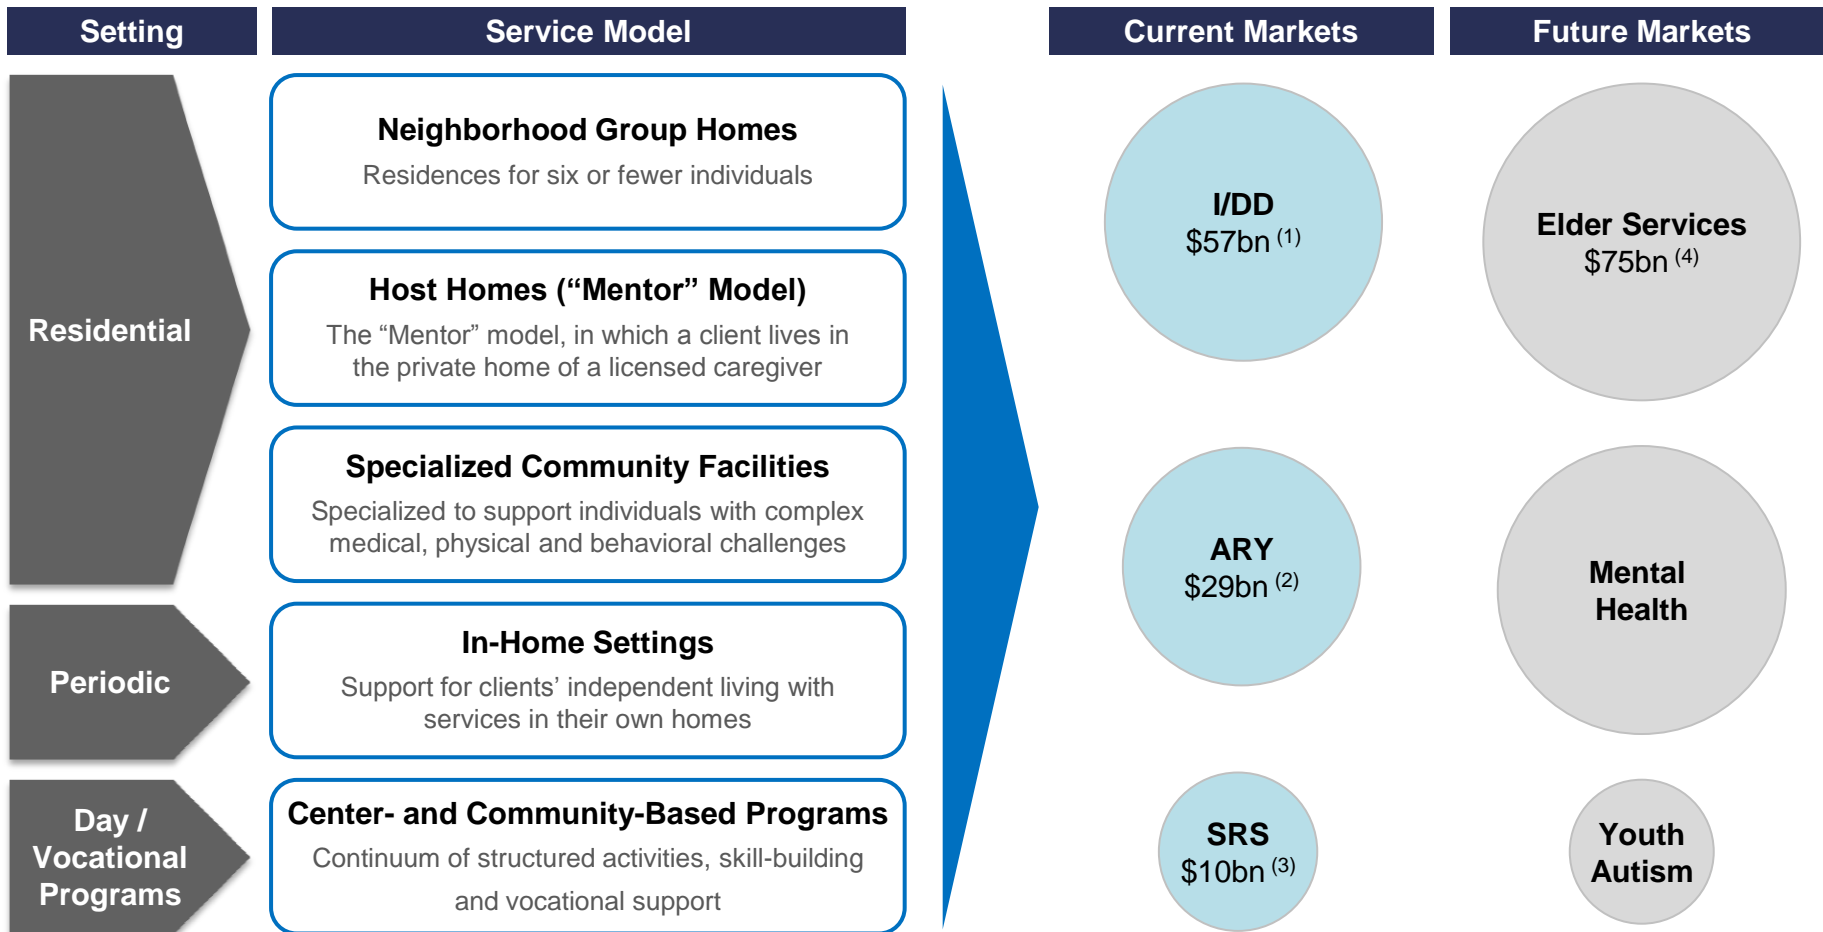 Setting
Service Model
Current Markets
Future Markets
Residential
Neighborhood Group Homes
Residences for six or fewer individuals
Host Homes (“Mentor” Model)
The “Mentor” model, in which a client lives in
the private home of a licensed caregiver
Specialized Community Facilities
Specialized to support individuals with complex
medical, physical and behavioral challenges
Periodic
In-Home Settings
Support for clients’ independent living with
services in their own homes
Day /
Vocational
Programs
Center- and Community-Based Programs
Continuum of structured activities, skill-building
and vocational support
I/DD
$57bn (1)
ARY
$29bn (2)
SRS
$10bn (3)
Elder Services
$75bn (4)
Mental
Health
Youth
Autism